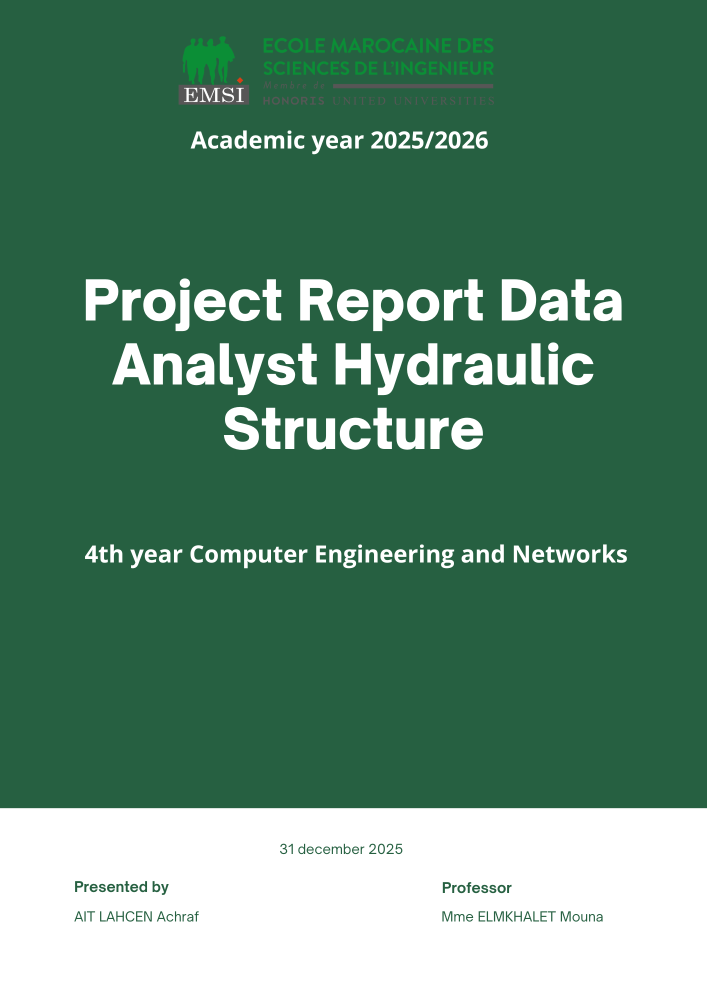 ECOLE MAROCAINE DES
SCIENCES DE L'INGENIEUR
Membre de
HONORIS UNITED UNIVERSITIES
EMSI
Academic year 2025/2026
Project Report Data
Analyst Hydraulic
Structure
4th year Computer Engineering and Networks
31 december 2025
Presented by
AIT LAHCEN Achraf
Professor
Mme ELMKHALET Mouna